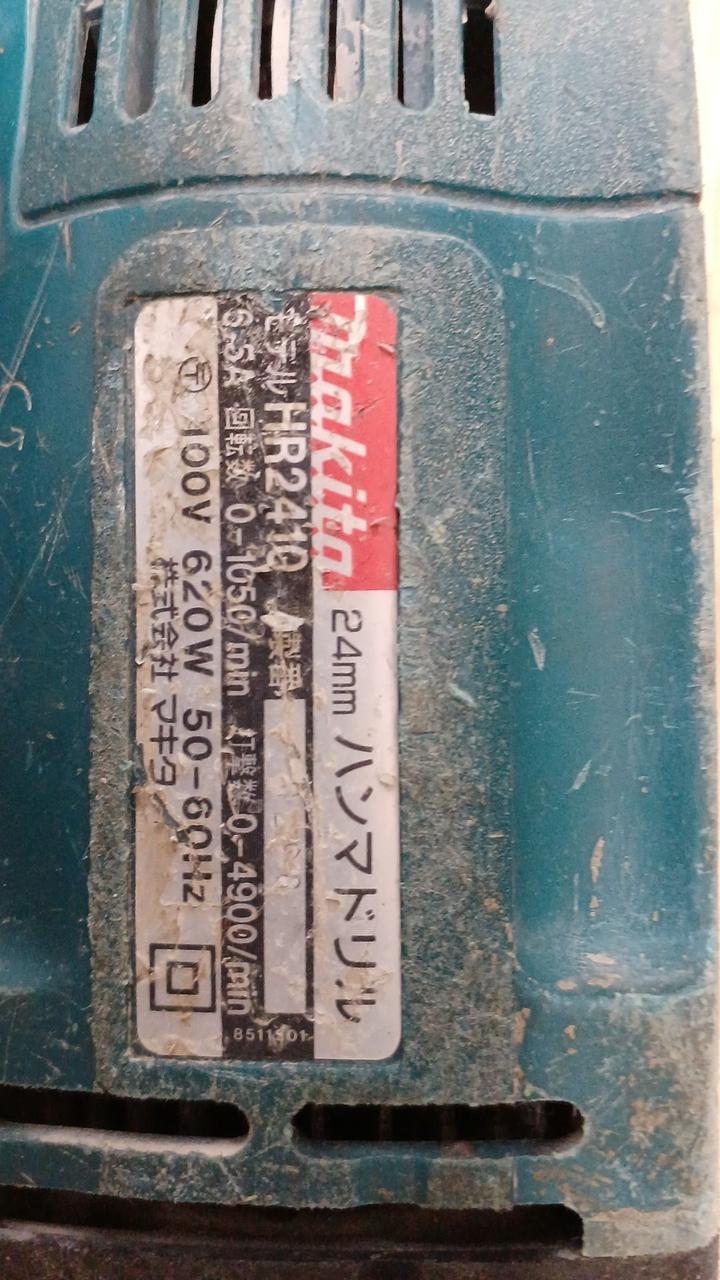 makita 24mm ハンマドリル
モデル HR2410 製番
6.5A 回転数 0-1050/min 打撃数 0-4900/min
100V 620W 50-60Hz
株式会社 マキタ